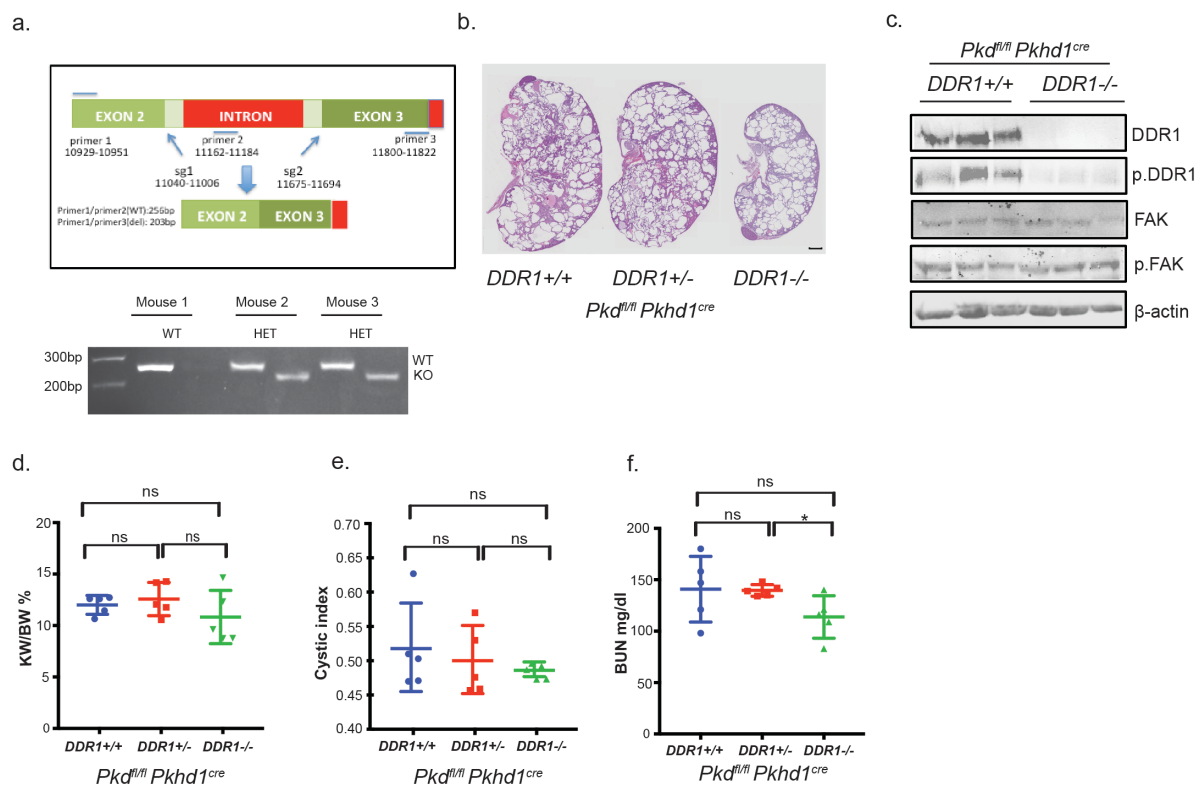 a.
EXON 2 INTRON EXON 3
primer 1
10929-10951
primer 2
11162-11184
primer 3
11800-11822
sg1
11040-11006
sg2
11675-11694
Primer1/primer2(WT):256bp
Primer1/primer3(del): 203bp
EXON 2 EXON 3
Mouse 1 Mouse 2 Mouse 3
WT HET HET
300bp
200bp
WT
KO
b.
DDR1+/+ DDR1+/- DDR1-/-
Pkdfl/fl Pkhd1cre
c.
Pkdfl/fl Pkhd1cre
DDR1+/+ DDR1-/-
DDR1
p.DDR1
FAK
p.FAK
β-actin
d.
ns
ns ns
20
15
10
5
0
KW/BW %
DDR1+/+ DDR1+/- DDR1-/-
Pkdfl/fl Pkhd1cre
e.
ns
ns ns
0.70
0.65
0.60
0.55
0.50
0.45
0.40
Cystic index
DDR1+/+ DDR1+/- DDR1-/-
Pkdfl/fl Pkhd1cre
f.
ns
ns *
200
150
100
50
0
BUN mg/dl
DDR1+/+ DDR1+/- DDR1-/-
Pkdfl/fl Pkhd1cre